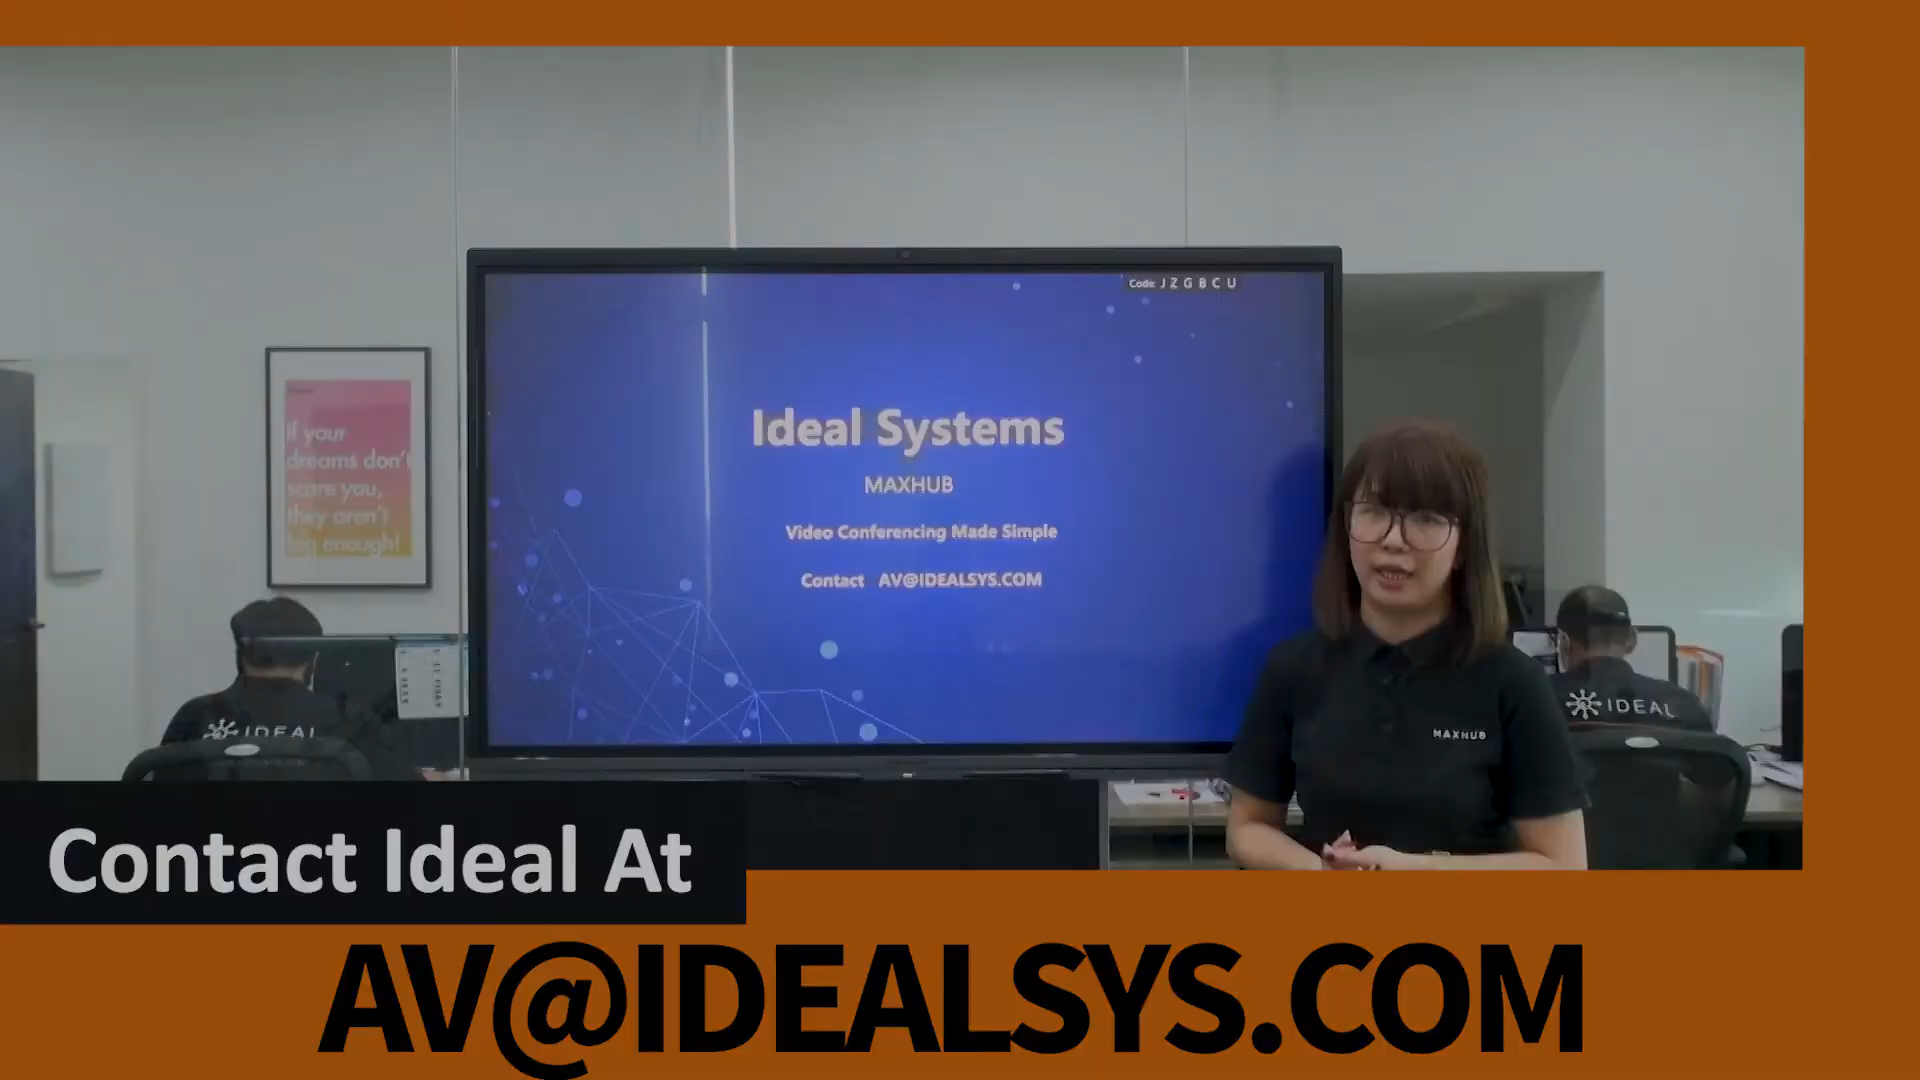 Code: J Z G B C U
Ideal Systems
MAXHUB
Video Conferencing Made Simple
Contact AV@IDEALSYS.COM
If your
dreams don't
scare you,
they aren't
big enough!
IDEAL
IDEAL
MAXHUB
Contact Ideal At
AV@IDEALSYS.COM